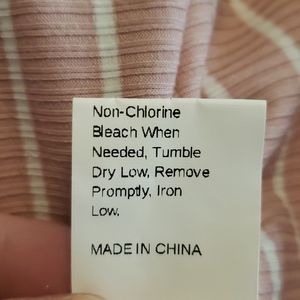 Non-Chlorine
Bleach When
Needed, Tumble
Dry Low, Remove
Promptly, Iron
Low.
MADE IN CHINA